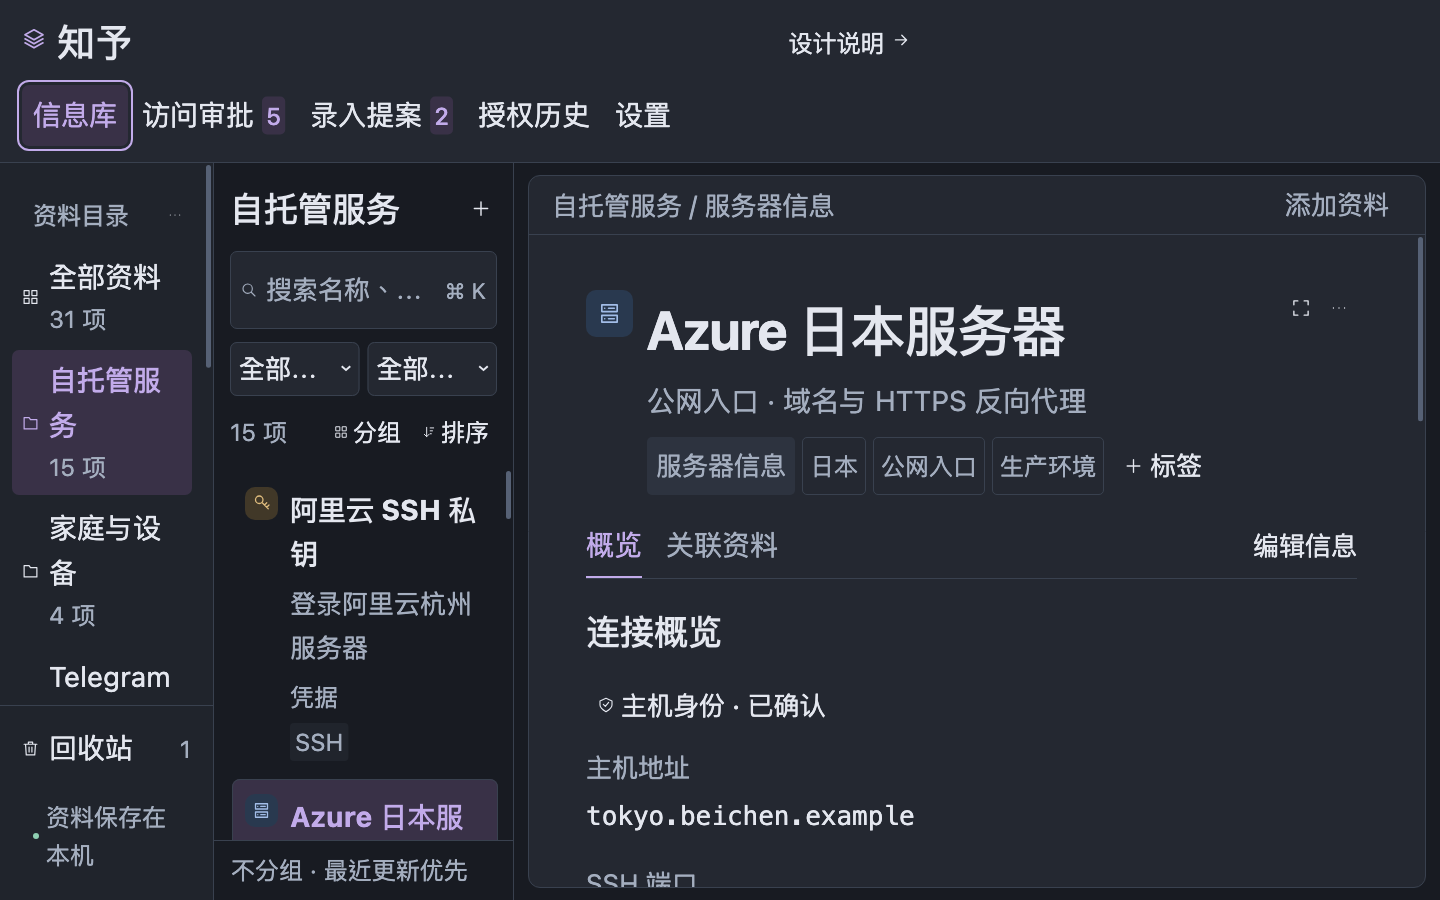 知予
设计说明 →
信息库 访问审批 5 录入提案 2 授权历史 设置
资料目录 ···
全部资料
31 项
自托管服
务
15 项
家庭与设
备
4 项
Telegram
回收站 1
资料保存在
本机
自托管服务 +
搜索名称、... ⌘ K
全部... 全部...
15 项 分组 排序
阿里云 SSH 私
钥
登录阿里云杭州
服务器
凭据
SSH
Azure 日本服
不分组 · 最近更新优先
自托管服务 / 服务器信息 添加资料
Azure 日本服务器 ···
公网入口 · 域名与 HTTPS 反向代理
服务器信息 日本 公网入口 生产环境 + 标签
概览 关联资料 编辑信息
连接概览
主机身份 · 已确认
主机地址
tokyo.beichen.example
SSH 端口